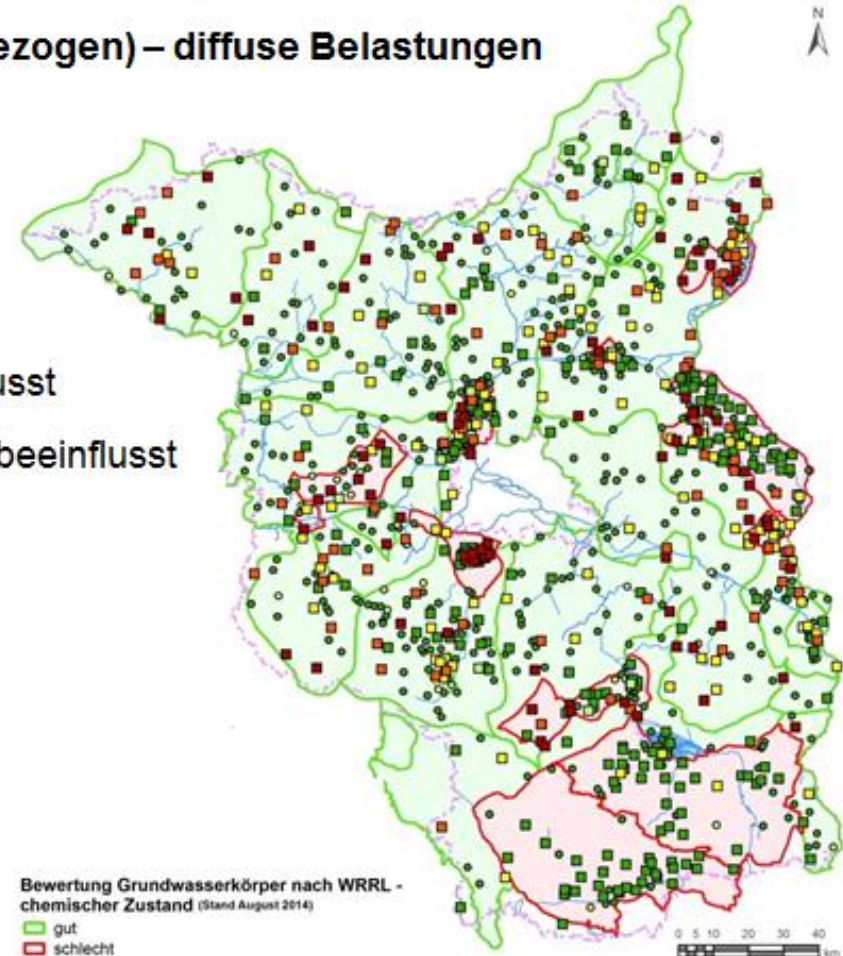 ezogen) – diffuse Belastungen
N
usst
beeinflusst
Bewertung Grundwasserkörper nach WRRL -
chemischer Zustand (Stand August 2014)
gut
schlecht
0 5 10 20 30 40
km